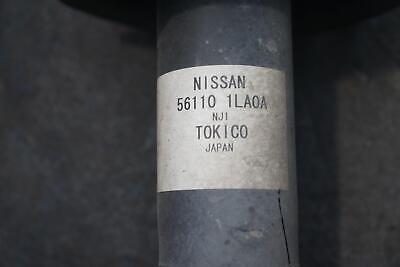 NISSAN
56110 1LA0A
NJ1
TOKICO
JAPAN